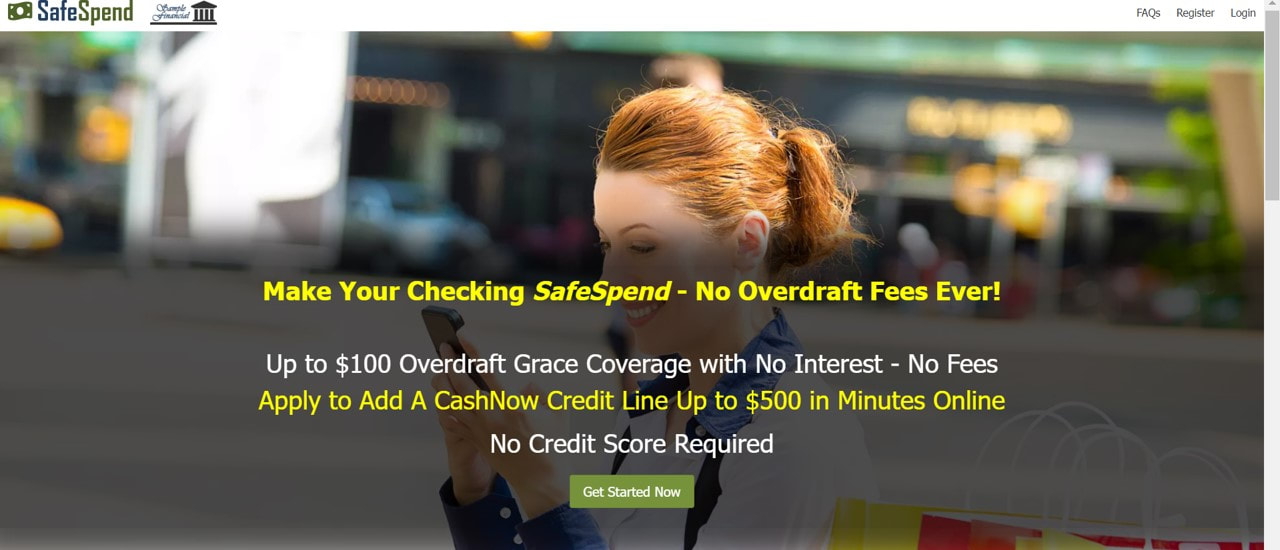 SafeSpend
Sample
Financial
FAQs Register Login
Make Your Checking SafeSpend - No Overdraft Fees Ever!
Up to $100 Overdraft Grace Coverage with No Interest - No Fees
Apply to Add A CashNow Credit Line Up to $500 in Minutes Online
No Credit Score Required
Get Started Now